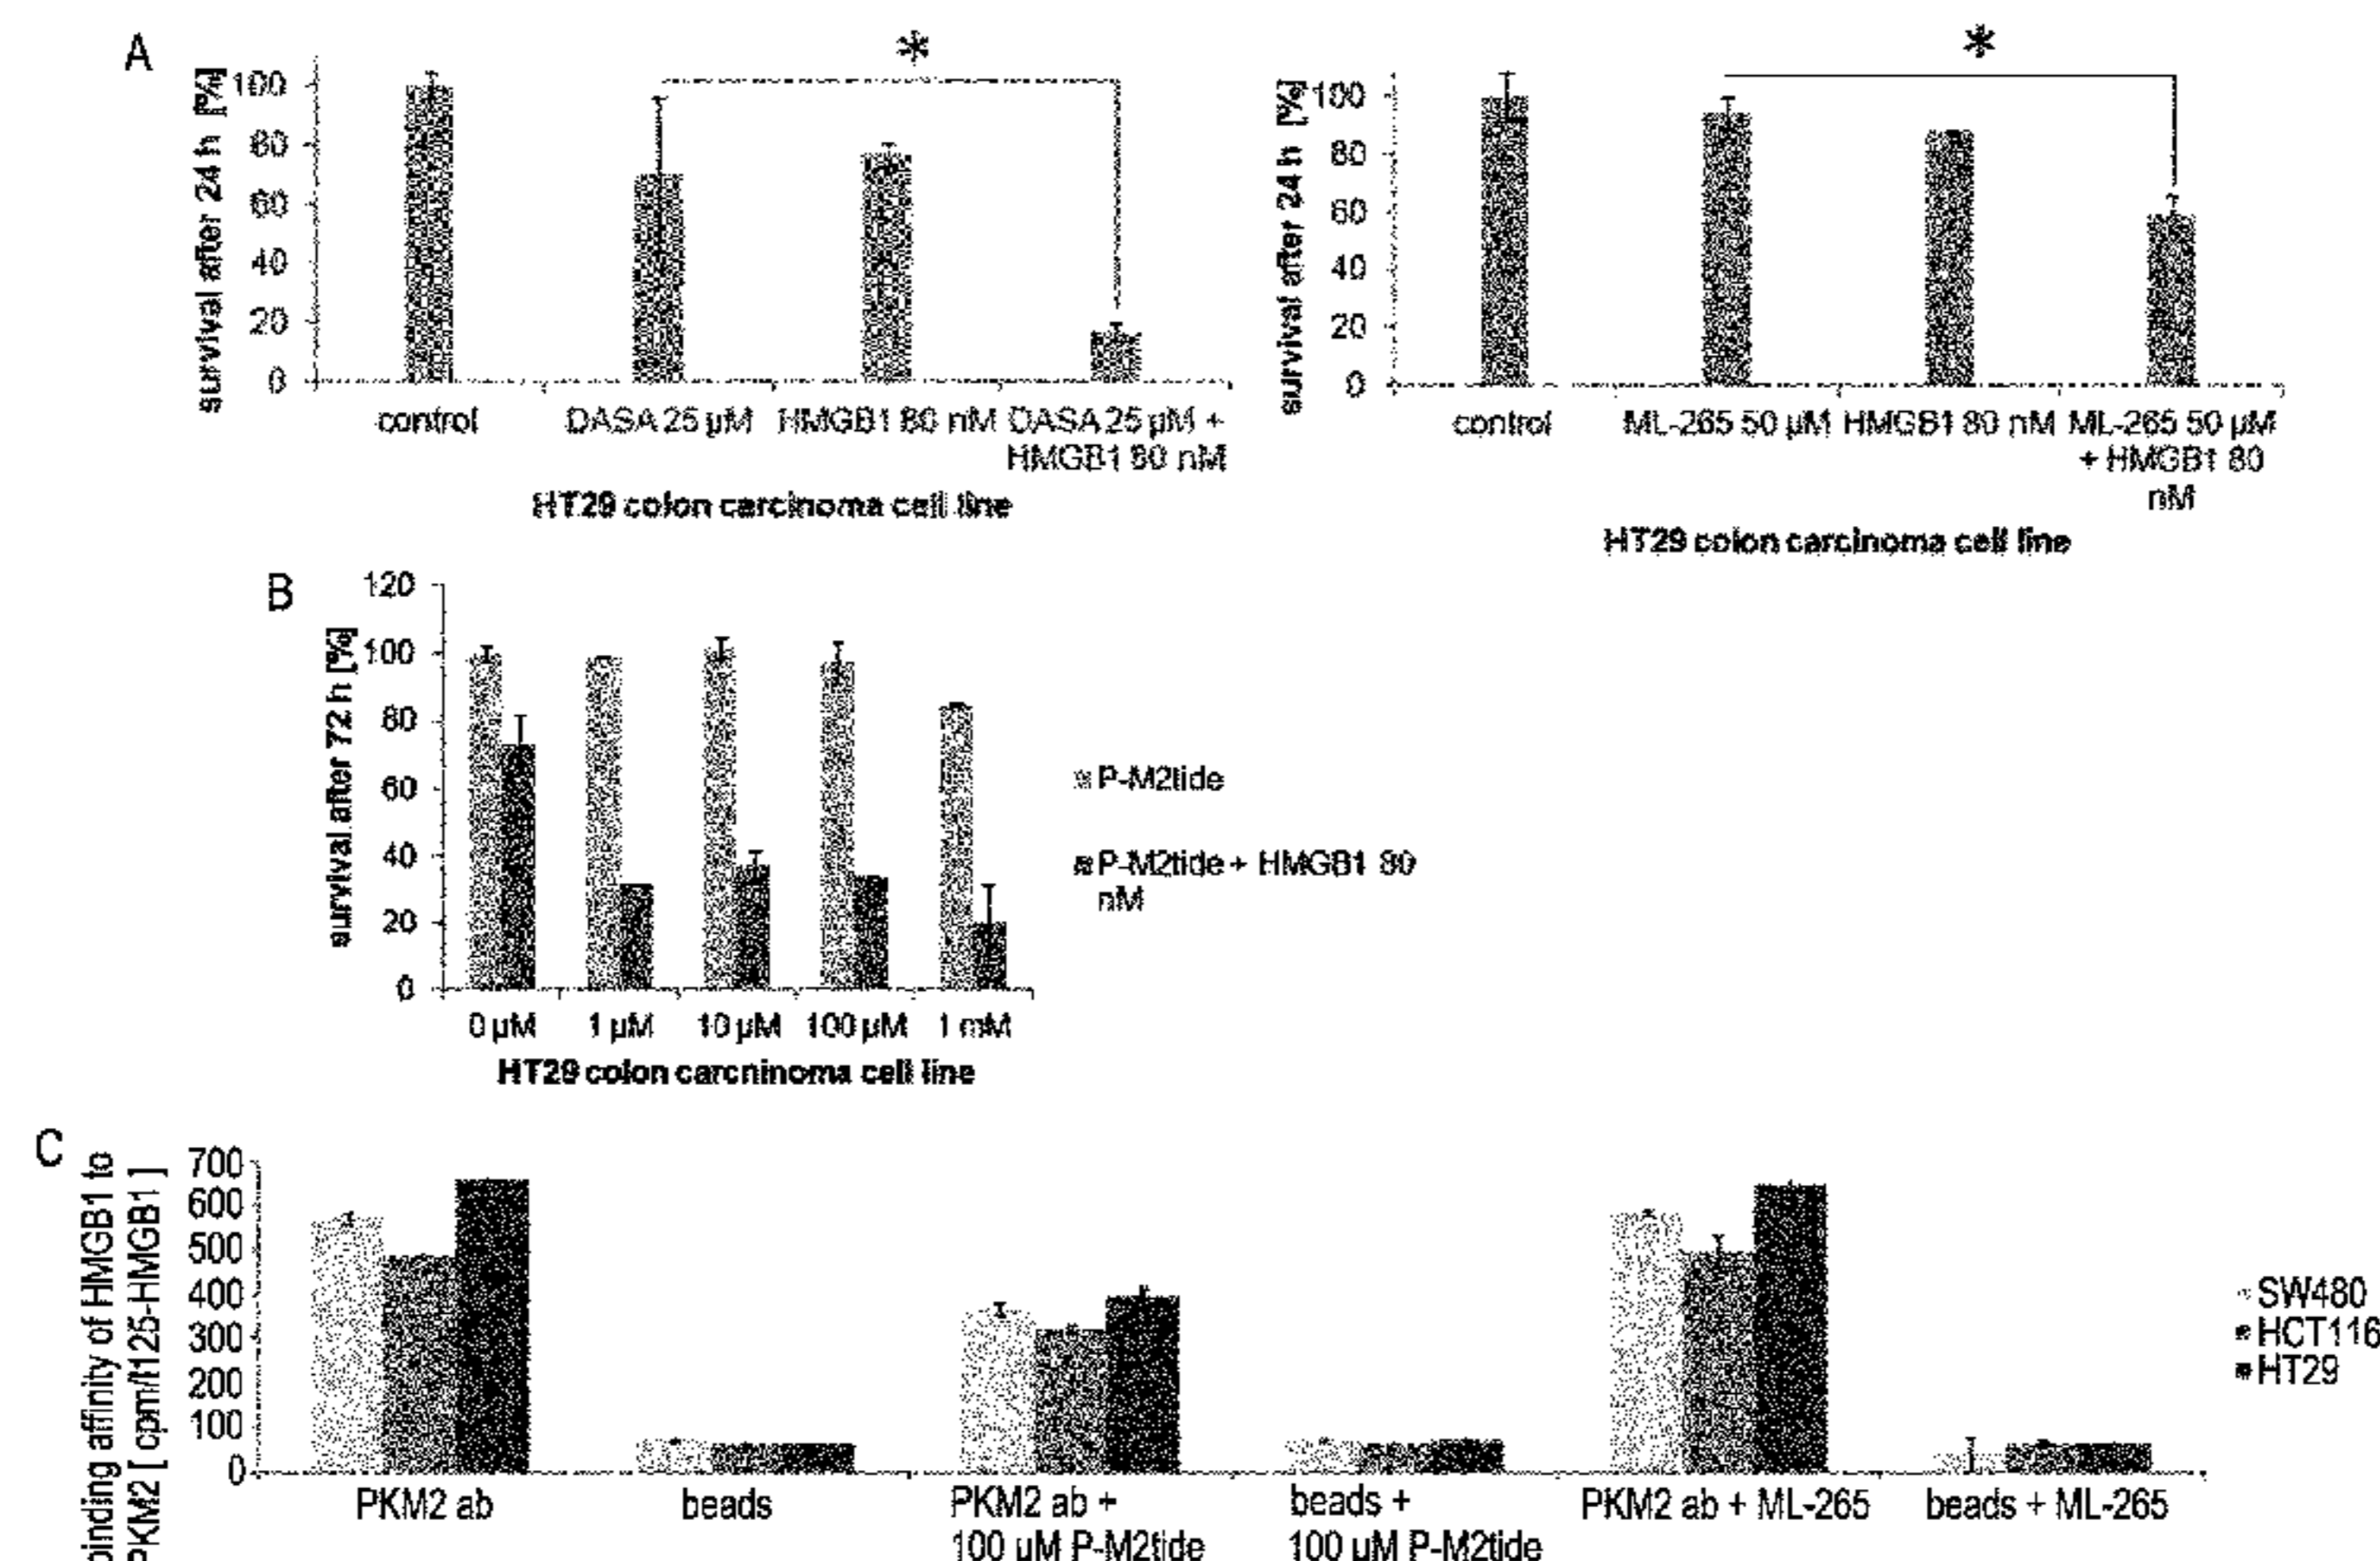 A
*
survival after 24 h [%]
100
80
60
40
20
0
control
DASA 25 µM
HMGB1 80 nM
DASA 25 µM +
HMGB1 80 nM
HT29 colon carcinoma cell line
*
survival after 24 h [%]
100
80
60
40
20
0
control
ML-265 50 µM
HMGB1 80 nM
ML-265 50 µM
+ HMGB1 80
nM
HT29 colon carcinoma cell line
B
survival after 72 h [%]
120
100
80
60
40
20
0
0 µM
1 µM
10 µM
100 µM
1 mM
HT29 colon carcninoma cell line
P-M2tide
P-M2tide + HMGB1 80
nM
C
binding affinity of HMGB1 to
PKM2 [ cpm/I125-HMGB1 ]
700
600
500
400
300
200
100
0
PKM2 ab
beads
PKM2 ab +
100 µM P-M2tide
beads +
100 µM P-M2tide
PKM2 ab + ML-265
beads + ML-265
SW480
HCT116
HT29